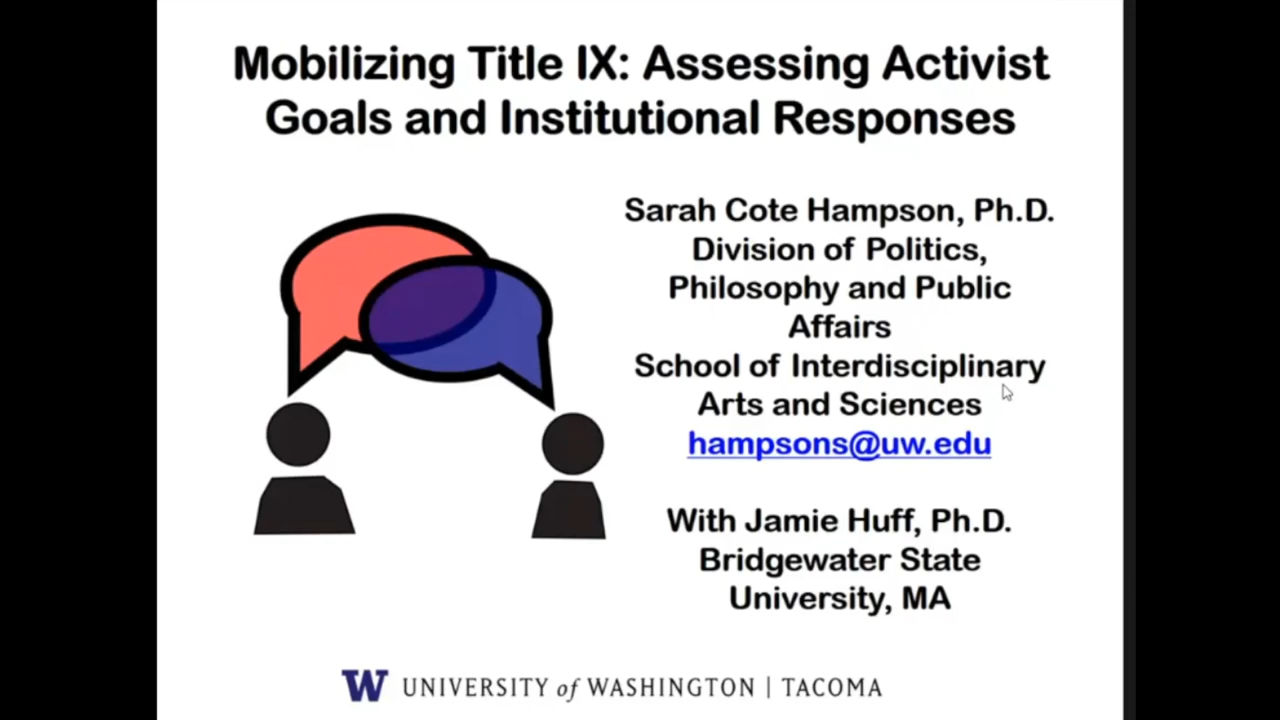 Mobilizing Title IX: Assessing Activist
Goals and Institutional Responses
Sarah Cote Hampson, Ph.D.
Division of Politics,
Philosophy and Public
Affairs
School of Interdisciplinary
Arts and Sciences
hampsons@uw.edu
With Jamie Huff, Ph.D.
Bridgewater State
University, MA
W UNIVERSITY of WASHINGTON | TACOMA